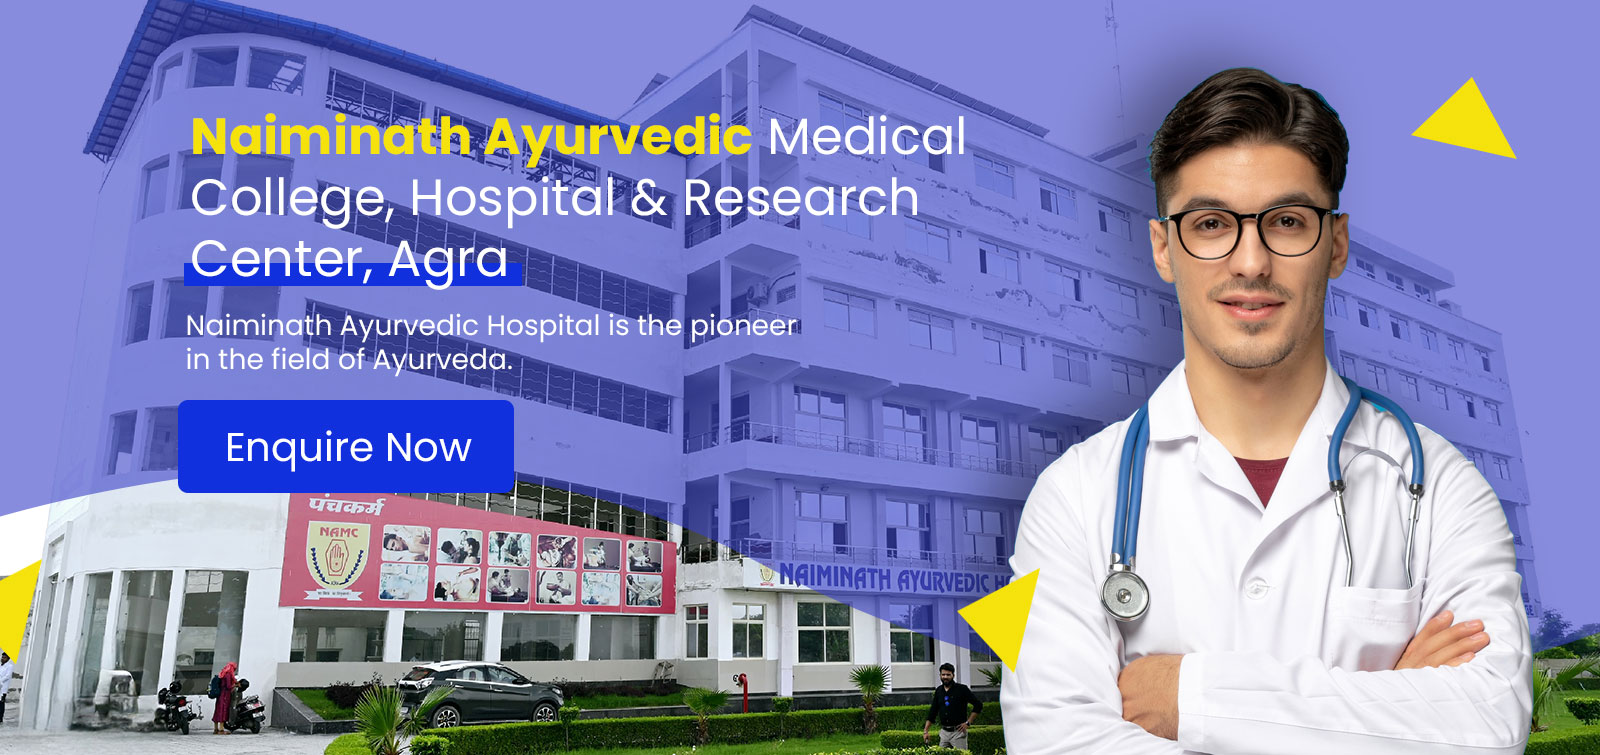 Naiminath Ayurvedic Medical
College, Hospital & Research
Center, Agra
Naiminath Ayurvedic Hospital is the pioneer
in the field of Ayurveda.
Enquire Now
पंचकर्म
NAMC
NAIMINATH AYURVEDIC HO